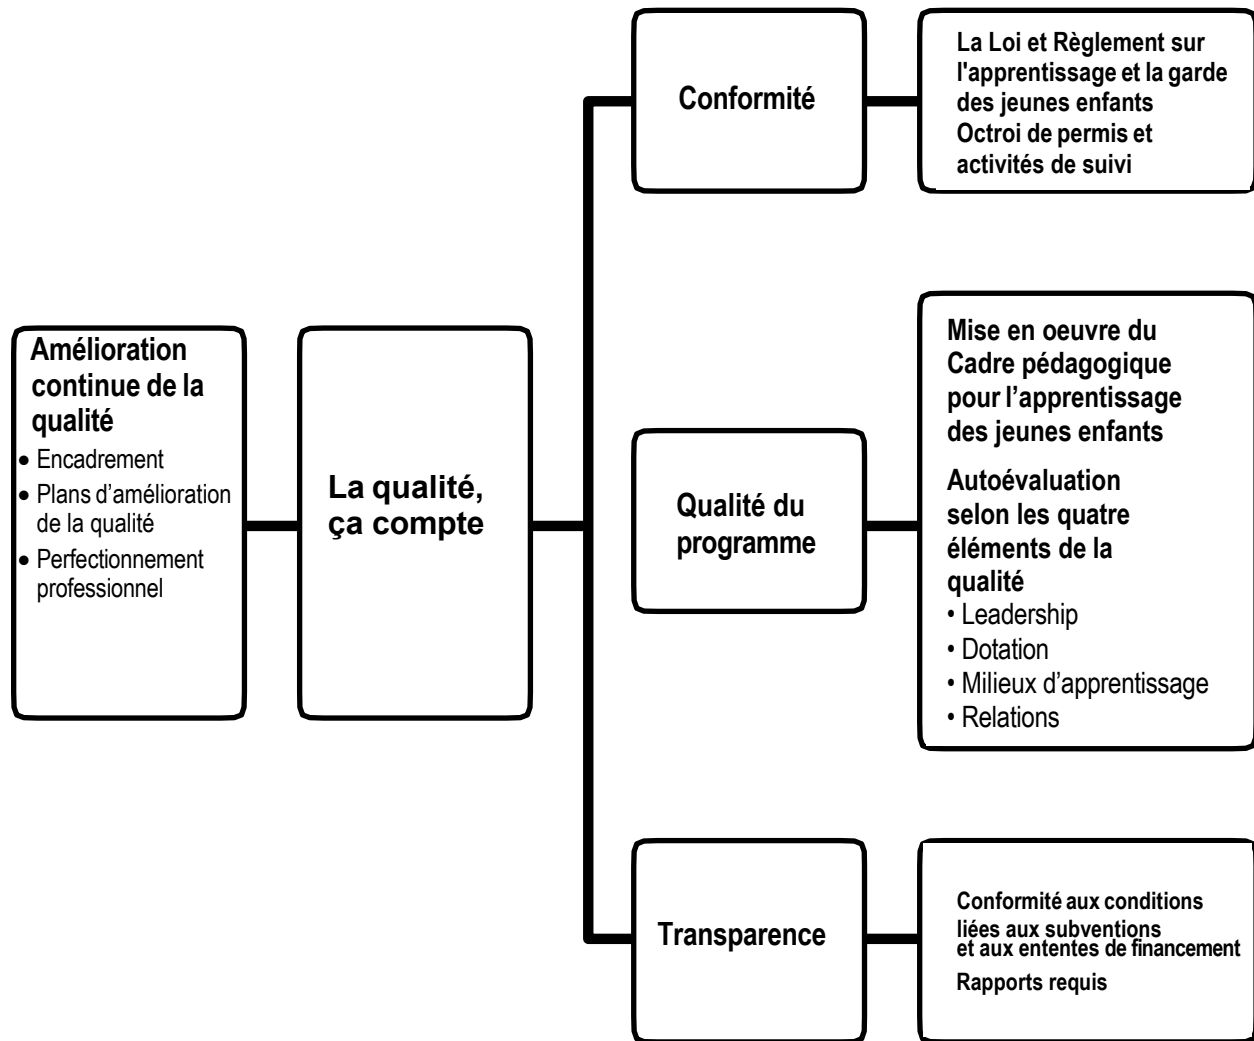 Amélioration
continue de la
qualité
• Encadrement
• Plans d’amélioration
de la qualité
• Perfectionnement
professionnel
La qualité,
ça compte
Conformité
La Loi et Règlement sur
l'apprentissage et la garde
des jeunes enfants
Octroi de permis et
activités de suivi
Qualité du
programme
Mise en oeuvre du
Cadre pédagogique
pour l’apprentissage
des jeunes enfants
Autoévaluation
selon les quatre
éléments de la
qualité
• Leadership
• Dotation
• Milieux d’apprentissage
• Relations
Transparence
Conformité aux conditions
liées aux subventions
et aux ententes de financement
Rapports requis